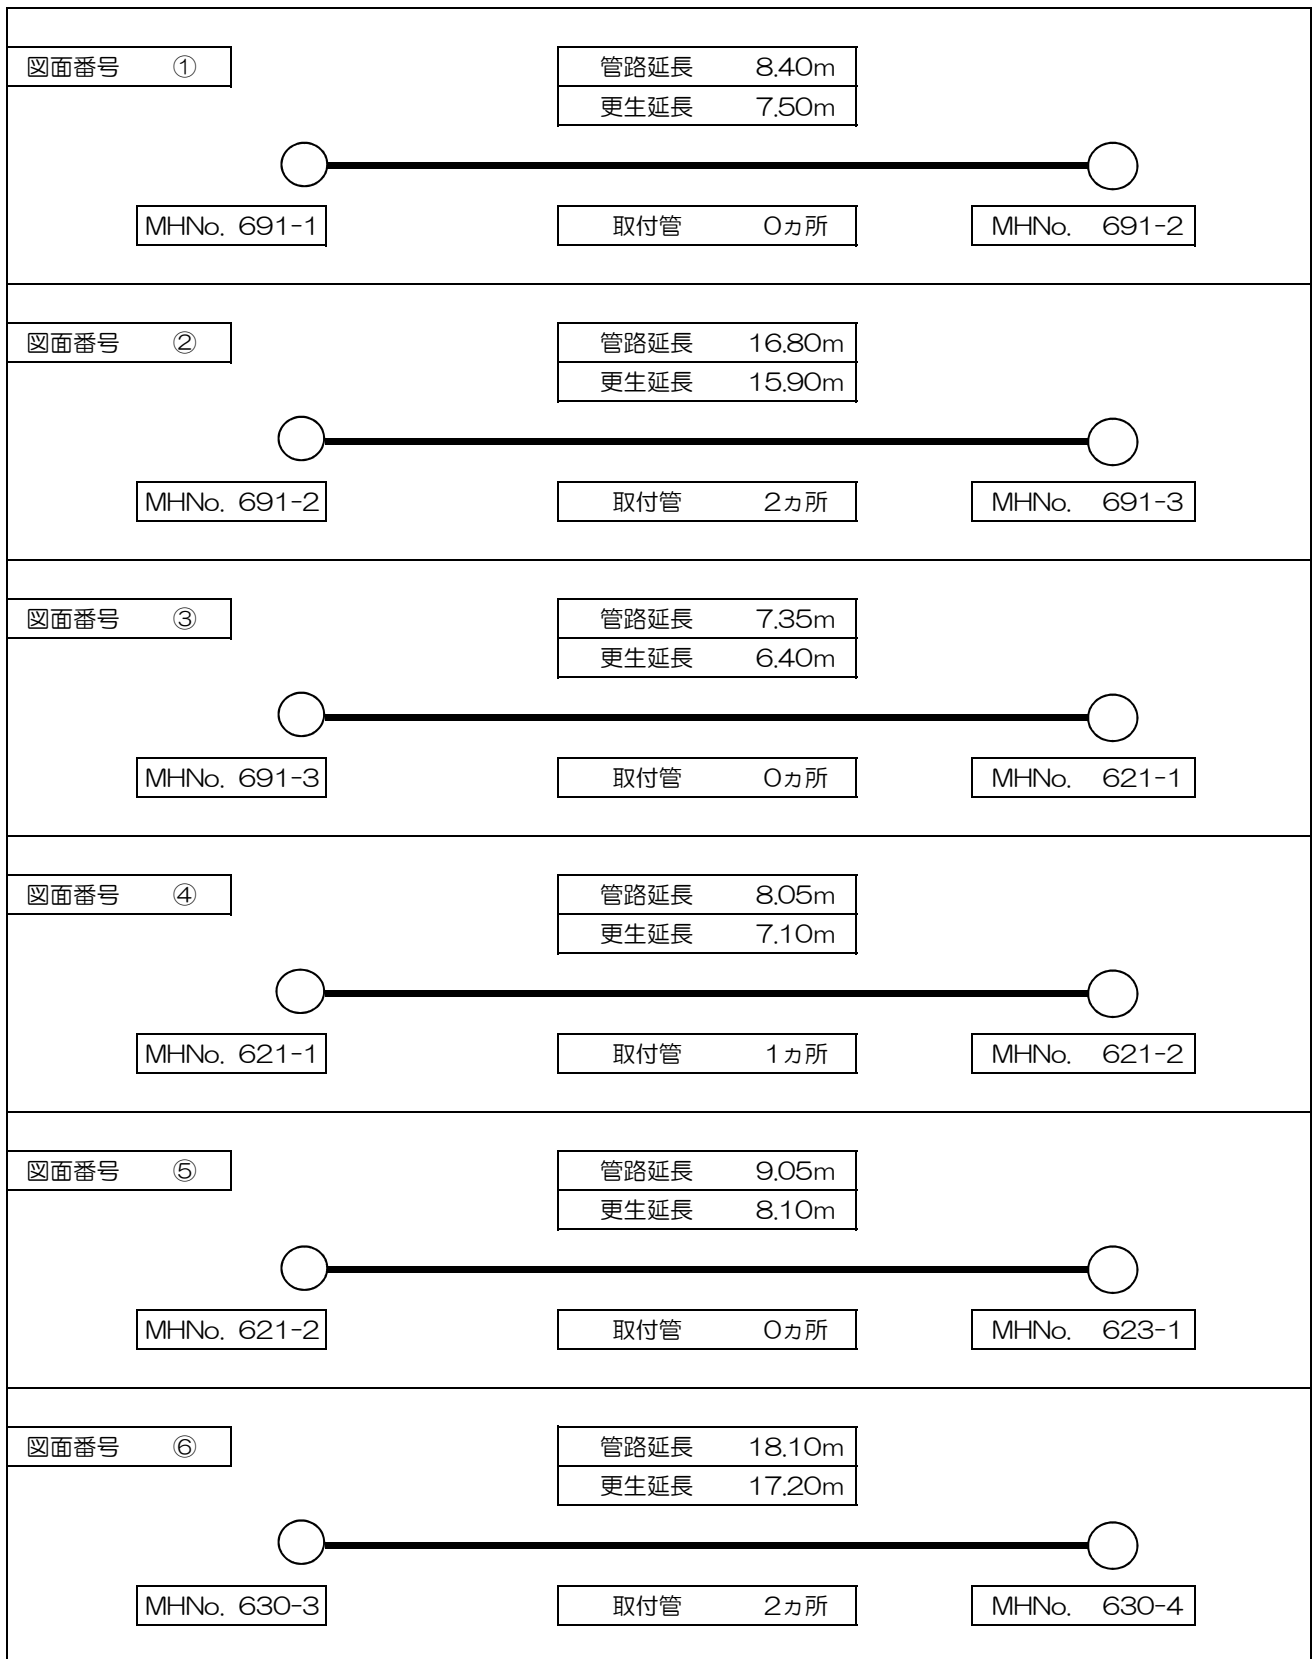 図面番号 ① 管路延長 8.40m
更生延長 7.50m
MHNo. 691-1 取付管 0ヵ所 MHNo. 691-2
図面番号 ② 管路延長 16.80m
更生延長 15.90m
MHNo. 691-2 取付管 2ヵ所 MHNo. 691-3
図面番号 ③ 管路延長 7.35m
更生延長 6.40m
MHNo. 691-3 取付管 0ヵ所 MHNo. 621-1
図面番号 ④ 管路延長 8.05m
更生延長 7.10m
MHNo. 621-1 取付管 1ヵ所 MHNo. 621-2
図面番号 ⑤ 管路延長 9.05m
更生延長 8.10m
MHNo. 621-2 取付管 0ヵ所 MHNo. 623-1
図面番号 ⑥ 管路延長 18.10m
更生延長 17.20m
MHNo. 630-3 取付管 2ヵ所 MHNo. 630-4